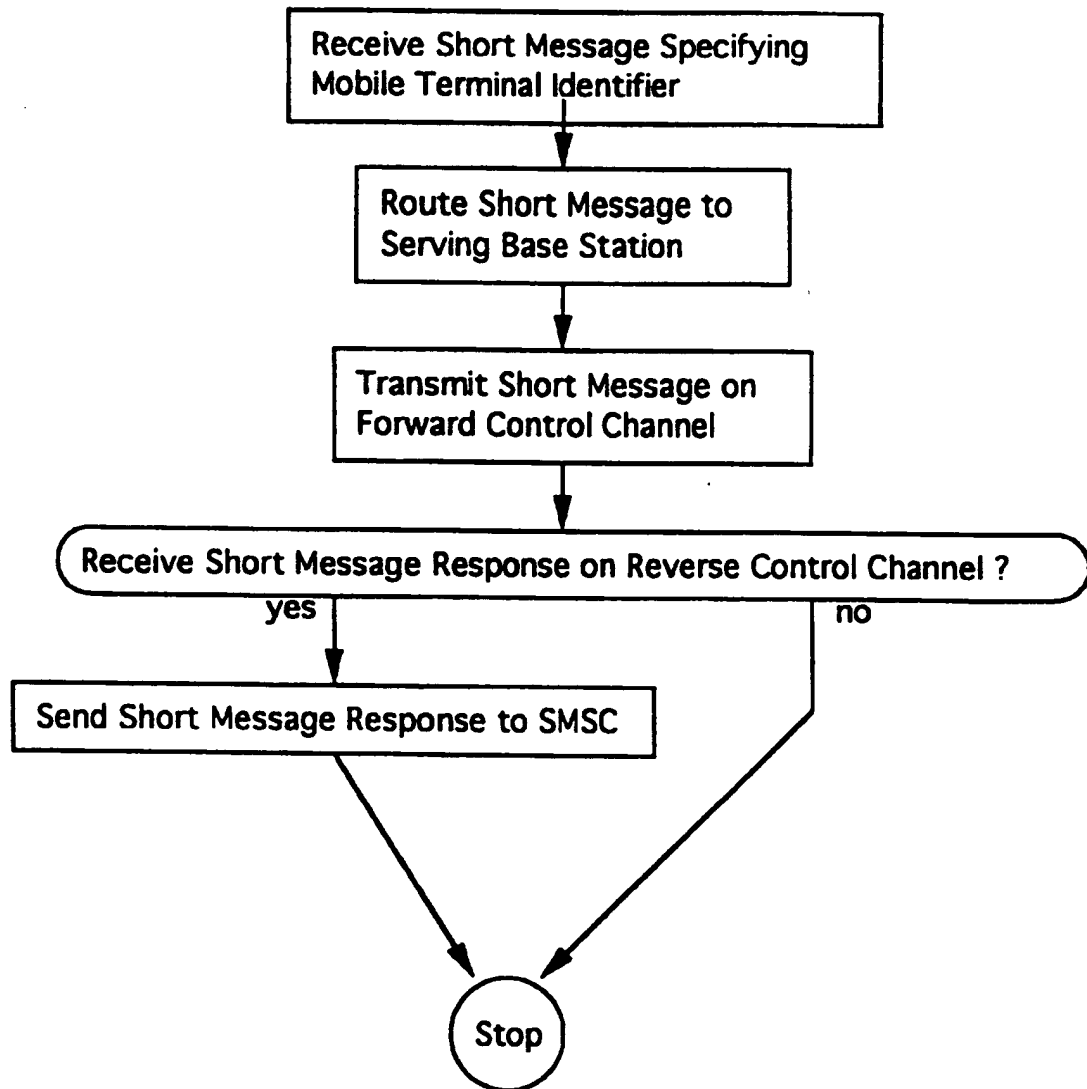 Receive Short Message Specifying
Mobile Terminal Identifier
Route Short Message to
Serving Base Station
Transmit Short Message on
Forward Control Channel
Receive Short Message Response on Reverse Control Channel ?
yes
no
Send Short Message Response to SMSC
Stop